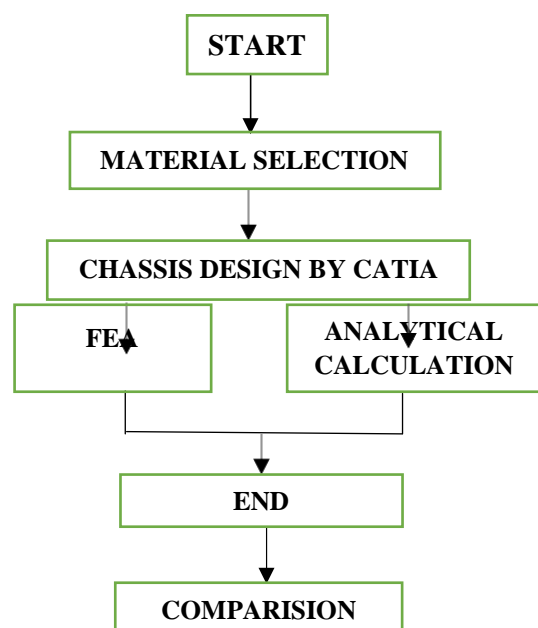 START
MATERIAL SELECTION
CHASSIS DESIGN BY CATIA
FEA
ANALYTICAL
CALCULATION
END
COMPARISION